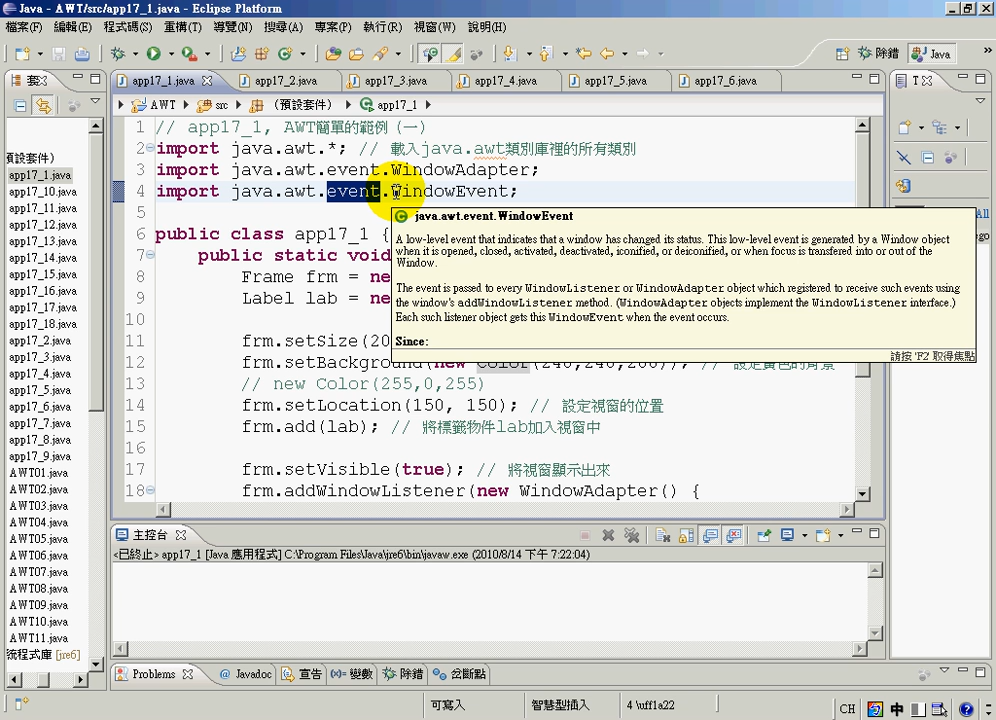 Java - AWT/src/app17_1.java - Eclipse Platform
檔案(F) 編輯(E) 程式碼(S) 重構(T) 導覽(N) 搜尋(A) 專案(P) 執行(R) 視窗(W) 說明(H)
除錯 Java »
app17_1.java app17_2.java app17_3.java app17_4.java app17_5.java app17_6.java
AWT src (預設套件) app17_1
1 // app17_1, AWT簡單的範例 (一)
2 import java.awt.*; // 載入java.awt類別庫裡的所有類別
3 import java.awt.event.WindowAdapter;
4 import java.awt.event.WindowEvent;
5
6 public class app17_1 {
7 public static void
8 Frame frm = ne
9 Label lab = ne
10
11 frm.setSize(20
12 frm.setBackground(new Color(240,240,200)); // 設定黃色的背景
13 // new Color(255,0,255)
14 frm.setLocation(150, 150); // 設定視窗的位置
15 frm.add(lab); // 將標籤物件lab加入視窗中
16
17 frm.setVisible(true); // 將視窗顯示出來
18 frm.addWindowListener(new WindowAdapter() {
java.awt.event.WindowEvent
A low-level event that indicates that a window has changed its status. This low-level event is generated by a Window object
when it is opened, closed, activated, deactivated, iconified, or deiconified, or when focus is transfered into or out of the
Window.
The event is passed to every WindowListener or WindowAdapter object which registered to receive such events using
the window's addWindowListener method. (WindowAdapter objects implement the WindowListener interface.)
Each such listener object gets this WindowEvent when the event occurs.
Since:
請按 'F2' 取得焦點
預設套件)
app17_1.java
app17_10.java
app17_11.java
app17_12.java
app17_13.java
app17_14.java
app17_15.java
app17_16.java
app17_17.java
app17_18.java
app17_2.java
app17_3.java
app17_4.java
app17_5.java
app17_6.java
app17_7.java
app17_8.java
app17_9.java
AWT01.java
AWT02.java
AWT03.java
AWT04.java
AWT05.java
AWT06.java
AWT07.java
AWT08.java
AWT09.java
AWT10.java
AWT11.java
統程式庫 [jre6]
All
主控台
<已終止> app17_1 [Java 應用程式] C:\Program Files\Java\jre6\bin\javaw.exe (2010/8/14 下午 7:22:04)
Problems Javadoc 宣告 變數 除錯 岔斷點
可寫入 智慧型插入 4 \uff1a22
CH 中